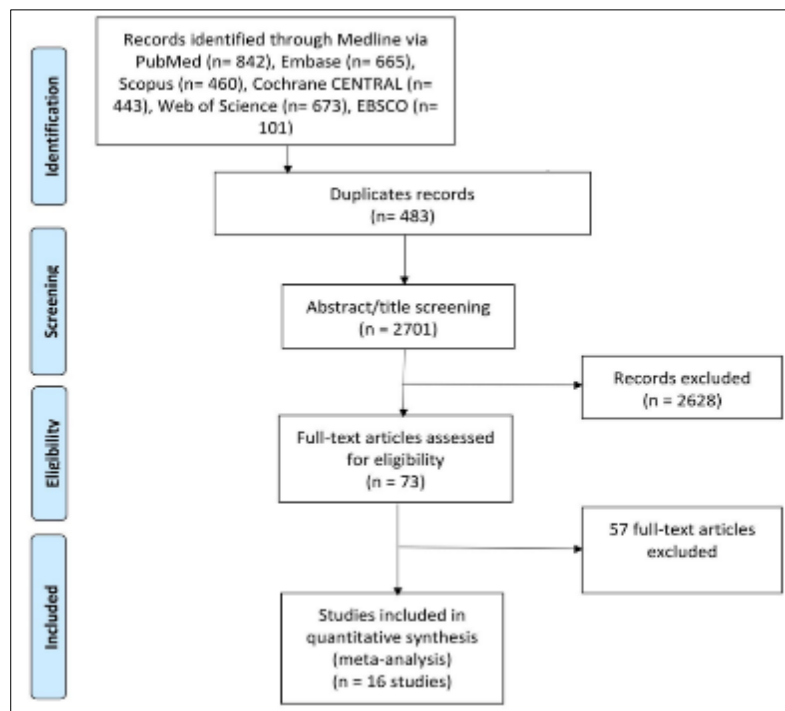 Records identified through Medline via
PubMed (n= 842), Embase (n= 665),
Scopus (n= 460), Cochrane CENTRAL (n=
443), Web of Science (n= 673), EBSCO (n=
101)
Identification
Duplicates records
(n= 483)
Screening
Abstract/title screening
(n = 2701)
Records excluded
(n = 2628)
Eligibility
Full-text articles assessed
for eligibility
(n = 73)
57 full-text articles
excluded
Included
Studies included in
quantitative synthesis
(meta-analysis)
(n = 16 studies)